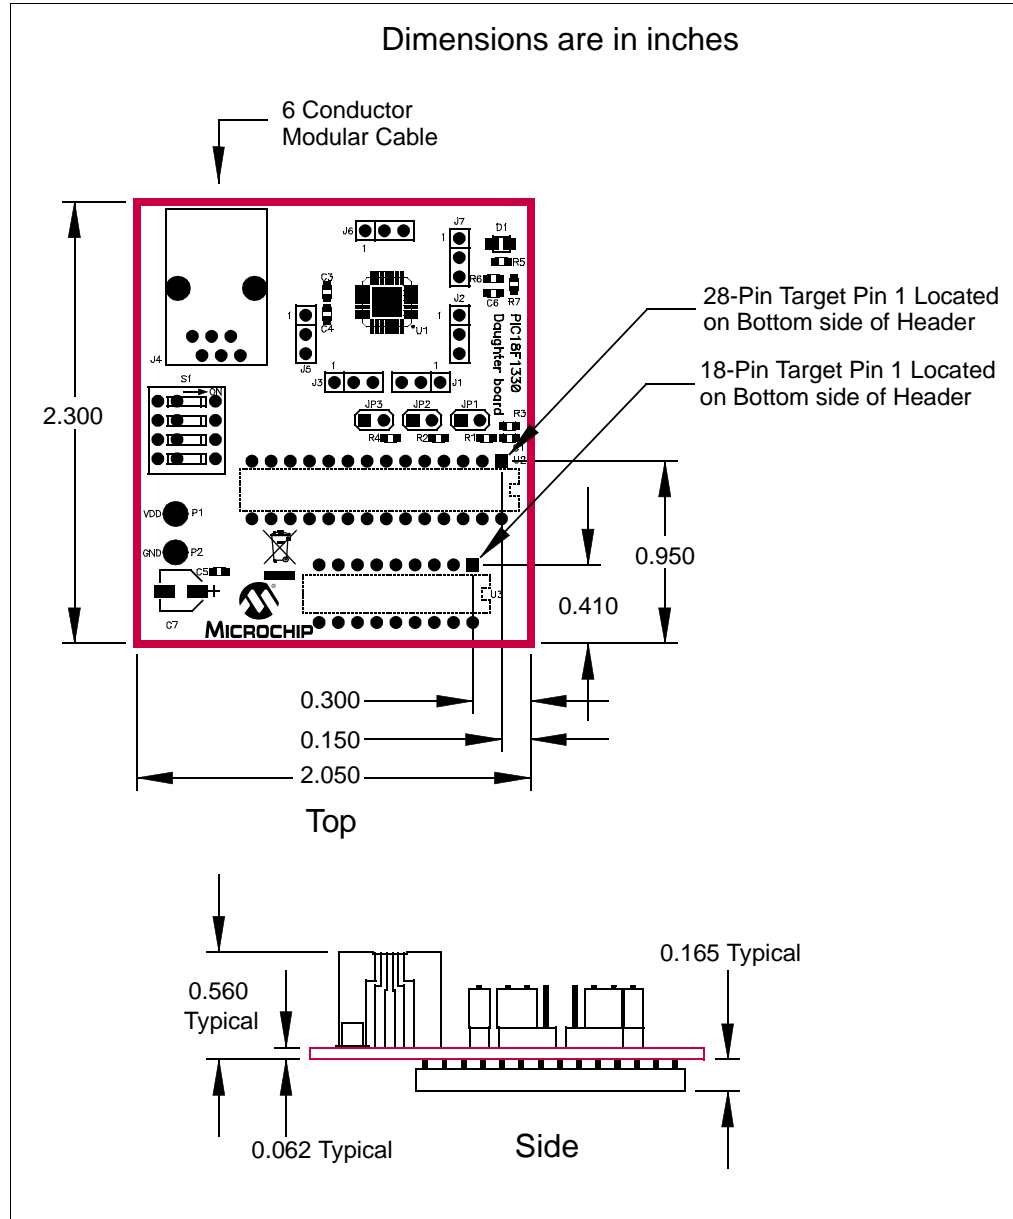 Dimensions are in inches
6 Conductor
Modular Cable
J6
1
J7
1
D1
R5
R6
C6
R7
C3
C4
U1
J2
1
1
J5
J4
28-Pin Target Pin 1 Located
on Bottom side of Header
PIC18F1330
Daughter board
18-Pin Target Pin 1 Located
on Bottom side of Header
S1
ON
J3
1
1
J1
2.300
JP3
JP2
JP1
R3
R4
R2
R1
U2
VDD
P1
GND
P2
C5
C7
+
U3
MICROCHIP
®
0.950
0.410
0.300
0.150
2.050
Top
0.560
Typical
0.165 Typical
0.062 Typical
Side